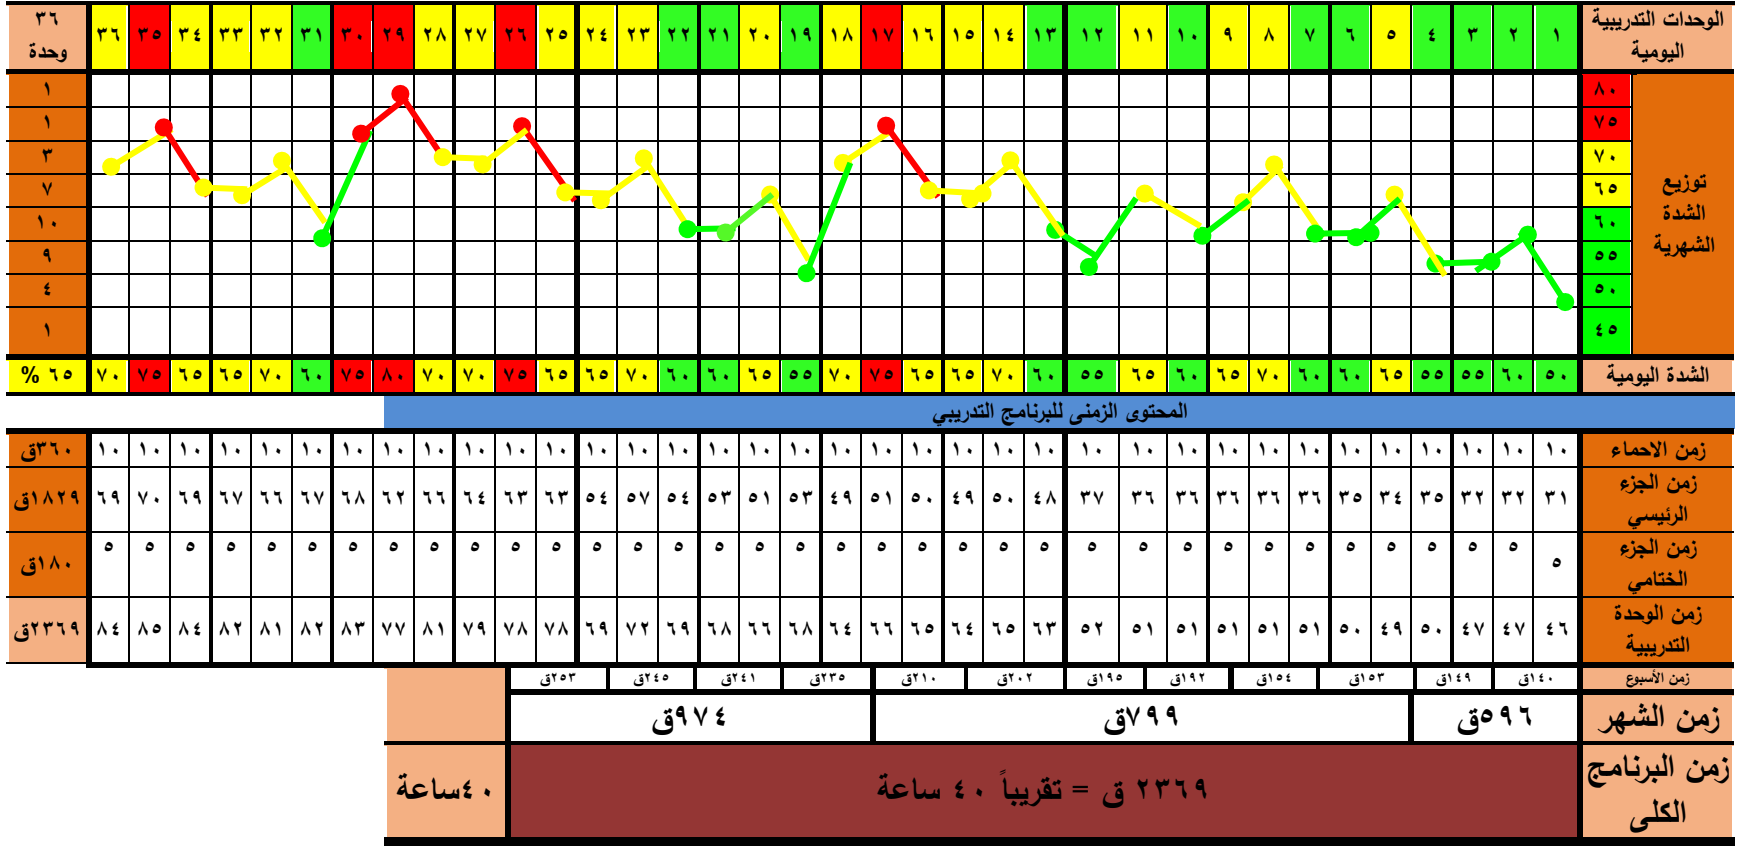 الوحدات التدريبية اليومية ١ ٢ ٣ ٤ ٥ ٦ ٧ ٨ ٩ ١٠ ١١ ١٢ ١٣ ١٤ ١٥ ١٦ ١٧ ١٨ ١٩ ٢٠ ٢١ ٢٢ ٢٣ ٢٤ ٢٥ ٢٦ ٢٧ ٢٨ ٢٩ ٣٠ ٣١ ٣٢ ٣٣ ٣٤ ٣٥ ٣٦ ٣٦ وحدة
توزيع الشدة الشهرية
٨٠ ١
٧٥ ١
٧٠ ٣
٦٥ ٧
٦٠ ١٠
٥٥ ٩
٥٠ ٤
٤٥ ١
الشدة اليومية ٥٠ ٦٠ ٥٥ ٥٥ ٦٥ ٦٠ ٦٠ ٧٠ ٦٥ ٦٠ ٦٥ ٥٥ ٦٠ ٧٠ ٦٥ ٦٥ ٧٥ ٧٠ ٥٥ ٦٥ ٦٠ ٦٠ ٧٠ ٦٥ ٦٥ ٧٥ ٧٠ ٧٠ ٨٠ ٧٥ ٦٠ ٧٠ ٦٥ ٦٥ ٧٥ ٧٠ ٦٥ %
المحتوى الزمنى للبرنامج التدريبي
زمن الاحماء ١٠ ١٠ ١٠ ١٠ ١٠ ١٠ ١٠ ١٠ ١٠ ١٠ ١٠ ١٠ ١٠ ١٠ ١٠ ١٠ ١٠ ١٠ ١٠ ١٠ ١٠ ١٠ ١٠ ١٠ ١٠ ١٠ ١٠ ١٠ ١٠ ١٠ ١٠ ١٠ ١٠ ١٠ ١٠ ١٠ ٣٦٠ق
زمن الجزء الرئيسي ٣١ ٣٢ ٣٢ ٣٥ ٣٤ ٣٥ ٣٦ ٣٦ ٣٦ ٣٦ ٣٦ ٣٧ ٤٨ ٥٠ ٤٩ ٥٠ ٥١ ٤٩ ٥٣ ٥١ ٥٣ ٥٤ ٥٧ ٥٤ ٦٣ ٦٣ ٦٤ ٦٦ ٦٢ ٦٨ ٦٧ ٦٦ ٦٧ ٦٩ ٧٠ ٦٩ ١٨٢٩ق
زمن الجزء الختامي ٥ ٥ ٥ ٥ ٥ ٥ ٥ ٥ ٥ ٥ ٥ ٥ ٥ ٥ ٥ ٥ ٥ ٥ ٥ ٥ ٥ ٥ ٥ ٥ ٥ ٥ ٥ ٥ ٥ ٥ ٥ ٥ ٥ ٥ ٥ ٥ ١٨٠ق
زمن الوحدة التدريبية ٤٦ ٤٧ ٤٧ ٥٠ ٤٩ ٥٠ ٥١ ٥١ ٥١ ٥١ ٥١ ٥٢ ٦٣ ٦٥ ٦٤ ٦٥ ٦٦ ٦٤ ٦٨ ٦٦ ٦٨ ٦٩ ٧٢ ٦٩ ٧٨ ٧٨ ٧٩ ٨١ ٧٧ ٨٣ ٨٢ ٨١ ٨٢ ٨٤ ٨٥ ٨٤ ٢٣٦٩ق
زمن الأسبوع ١٤٠ق ١٤٩ق ١٥٣ق ١٥٤ق ١٩٢ق ١٩٥ق ٢٠٢ق ٢١٠ق ٢٣٥ق ٢٤١ق ٢٤٥ق ٢٥٣ق
زمن الشهر ٥٩٦ق ٧٩٩ق ٩٧٤ق
زمن البرنامج الكلى ٢٣٦٩ ق = تقريباً ٤٠ ساعة ٤٠ساعة